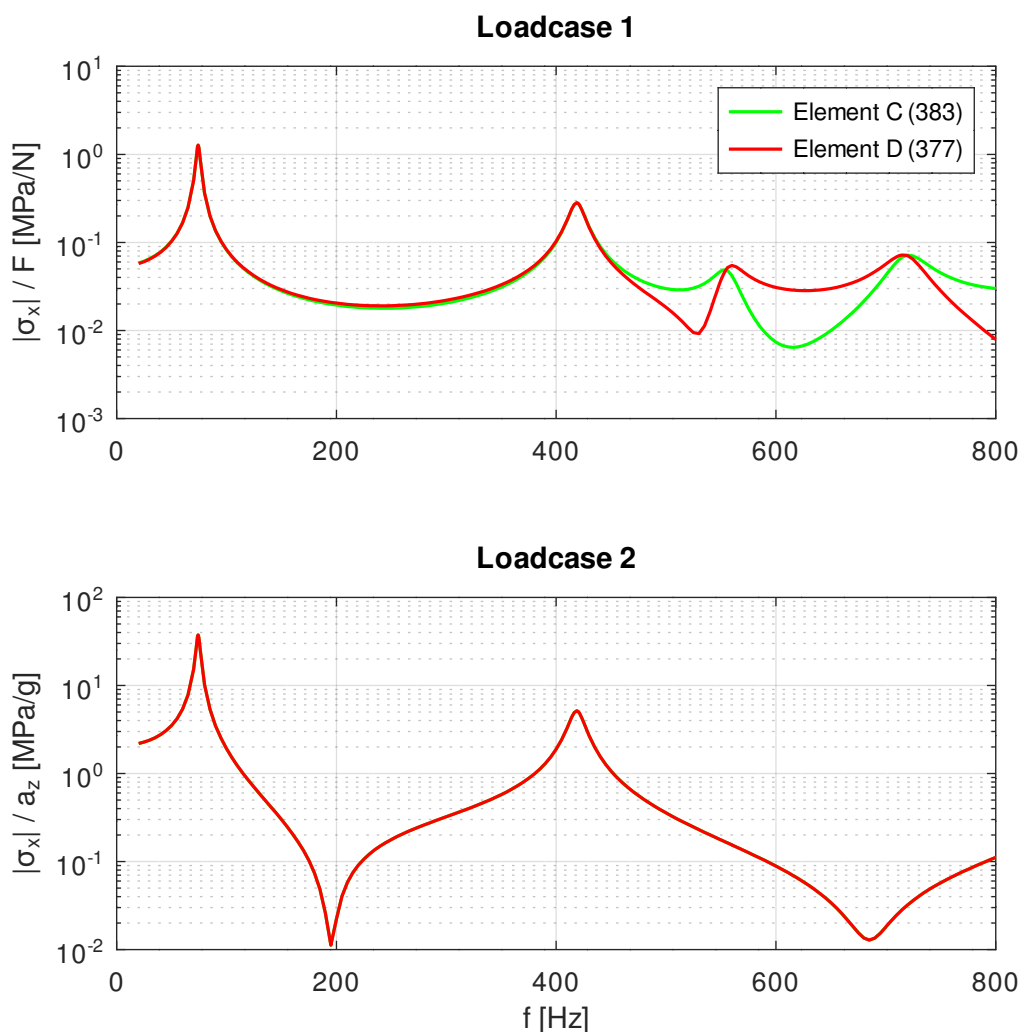 Loadcase 1
|σx| / F [MPa/N]
10^1
10^0
10^-1
10^-2
10^-3
Element C (383)
Element D (377)
0 200 400 600 800
Loadcase 2
|σx| / az [MPa/g]
10^2
10^1
10^0
10^-1
10^-2
0 200 400 600 800
f [Hz]